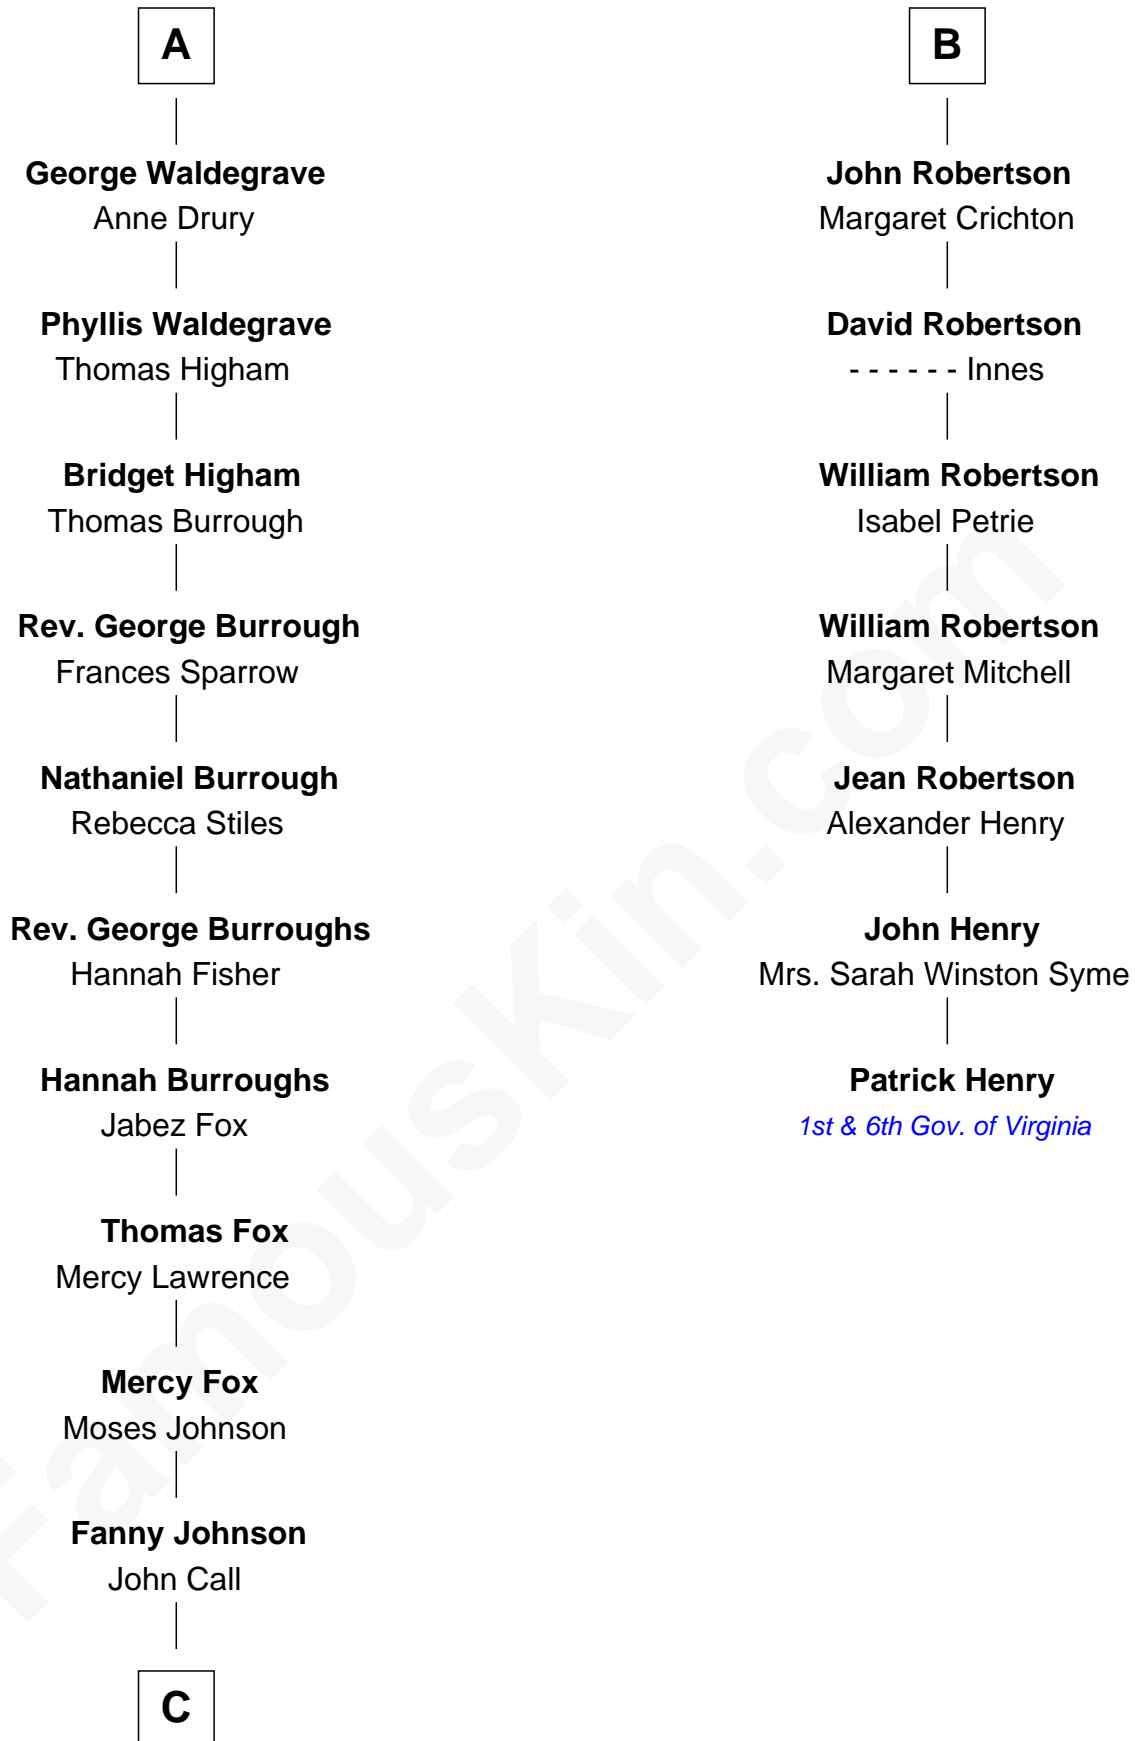 A
George Waldegrave
Anne Drury
Phyllis Waldegrave
Thomas Higham
Bridget Higham
Thomas Burrough
Rev. George Burrough
Frances Sparrow
Nathaniel Burrough
Rebecca Stiles
Rev. George Burroughs
Hannah Fisher
Hannah Burroughs
Jabez Fox
Thomas Fox
Mercy Lawrence
Mercy Fox
Moses Johnson
Fanny Johnson
John Call
C
B
John Robertson
Margaret Crichton
David Robertson
- - - - - - Innes
William Robertson
Isabel Petrie
William Robertson
Margaret Mitchell
Jean Robertson
Alexander Henry
John Henry
Mrs. Sarah Winston Syme
Patrick Henry
1st & 6th Gov. of Virginia
FamousKin.com